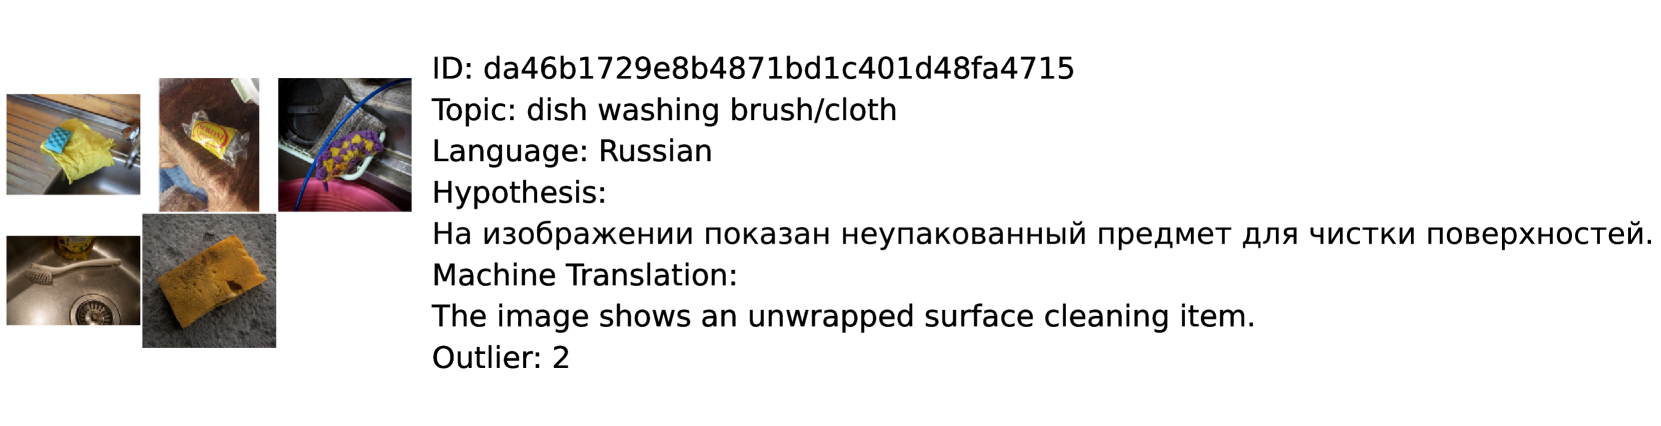 ID: da46b1729e8b4871bd1c401d48fa4715
Topic: dish washing brush/cloth
Language: Russian
Hypothesis:
На изображении показан неупакованный предмет для чистки поверхностей.
Machine Translation:
The image shows an unwrapped surface cleaning item.
Outlier: 2